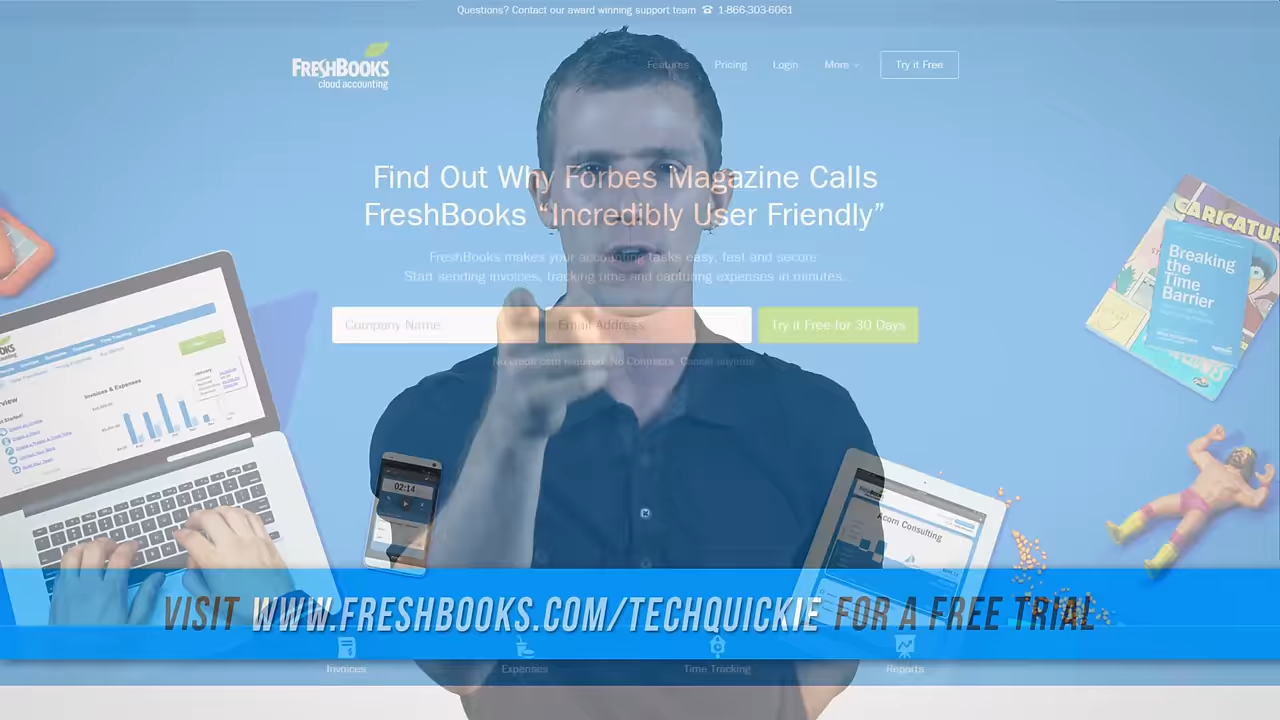 Questions? Contact our award winning support team ☎ 1-866-303-6061
FRESHBOOKS
cloud accounting
Features Pricing Login More Try it Free
Find Out Why Forbes Magazine Calls
FreshBooks “Incredibly User Friendly”
FreshBooks makes your accounting tasks easy, fast and secure
Start sending invoices, tracking time and capturing expenses in minutes.
Company Name Email Address Try it Free for 30 Days
No credit card required. No Contracts. Cancel anytime.
CARICATUR
Breaking
the
Time
Barrier
Invoices & Expenses
02:14
Acorn Consulting
VISIT WWW.FRESHBOOKS.COM/TECHQUICKIE FOR A FREE TRIAL
Invoices Expenses Time Tracking Reports